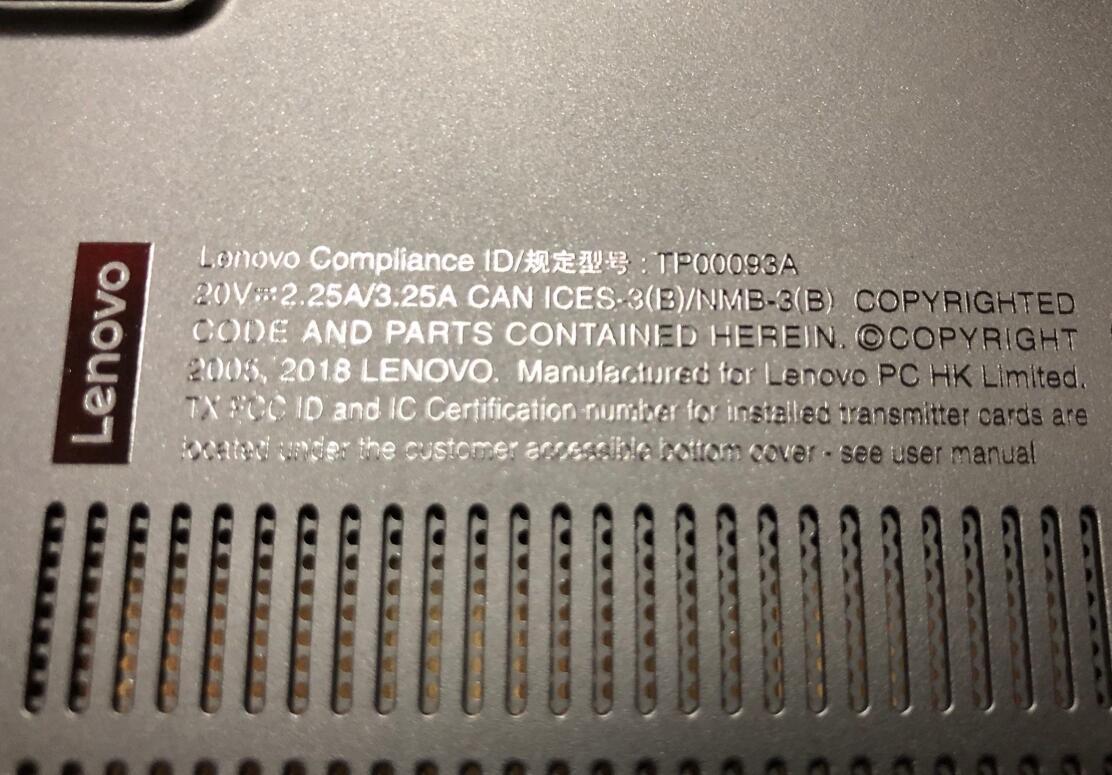 Lenovo
Lenovo Compliance ID/规定型号 : TP00093A
20V⎓2.25A/3.25A CAN ICES-3(B)/NMB-3(B) COPYRIGHTED
CODE AND PARTS CONTAINED HEREIN. ©COPYRIGHT
2005, 2018 LENOVO. Manufactured for Lenovo PC HK Limited.
TX FCC ID and IC Certification number for installed transmitter cards are
located under the customer accessible bottom cover - see user manual